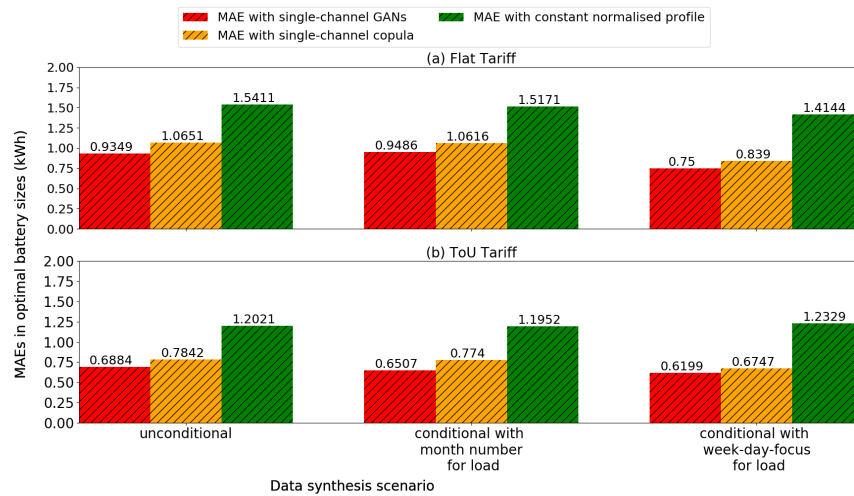 MAE with single-channel GANs
MAE with single-channel copula
MAE with constant normalised profile
(a) Flat Tariff
MAEs in optimal battery sizes (kWh)
2.00
1.75
1.50
1.25
1.00
0.75
0.50
0.25
0.00
0.9349
1.0651
1.5411
0.9486
1.0616
1.5171
0.75
0.839
1.4144
(b) ToU Tariff
2.00
1.75
1.50
1.25
1.00
0.75
0.50
0.25
0.00
0.6884
0.7842
1.2021
0.6507
0.774
1.1952
0.6199
0.6747
1.2329
unconditional
conditional with
month number
for load
conditional with
week-day-focus
for load
Data synthesis scenario